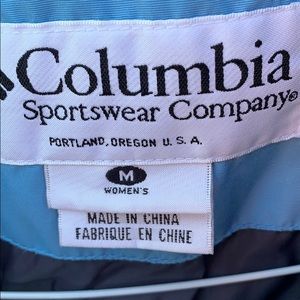 Columbia
Sportswear Company®
PORTLAND, OREGON U.S.A.
M
WOMEN'S
MADE IN CHINA
FABRIQUE EN CHINE